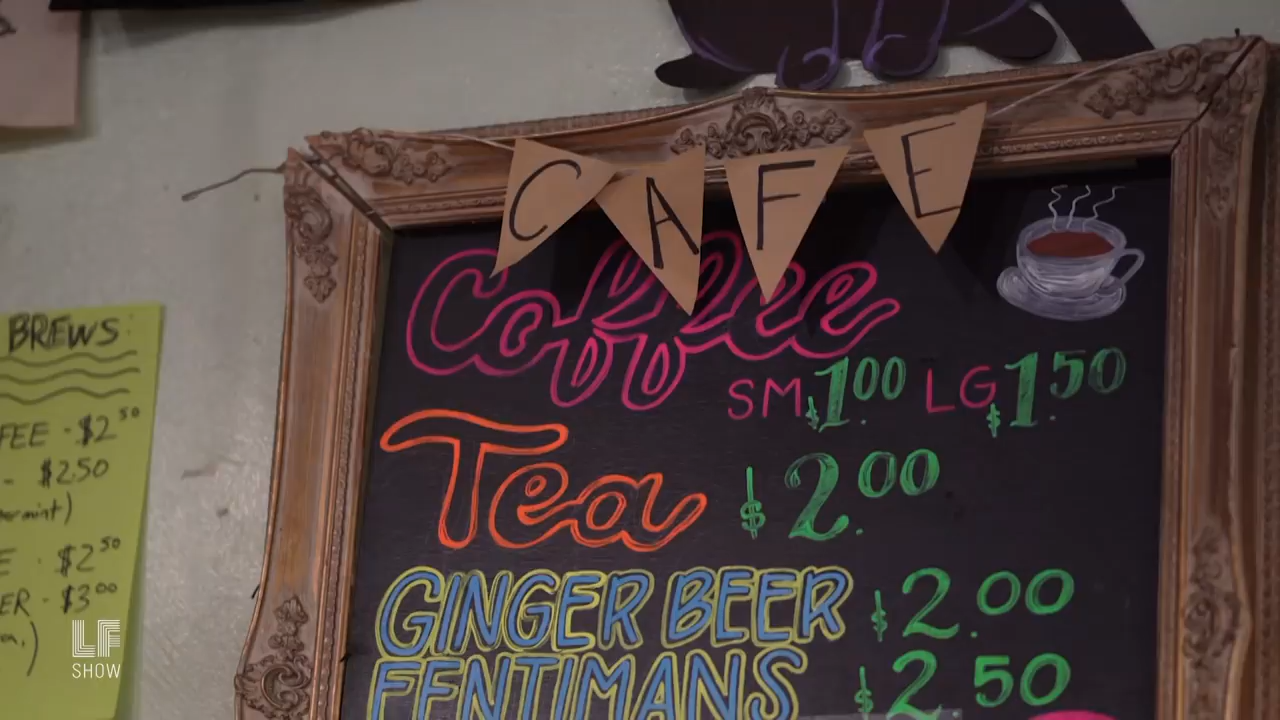 CAFE
Coffee
SM $1.00 LG $1.50
Tea $2.00
GINGER BEER $2.00
FENTIMANS $2.50
BREWS
FEE - $2.50
- $2.50
E - $2.50
ER - $3.00
LF
SHOW